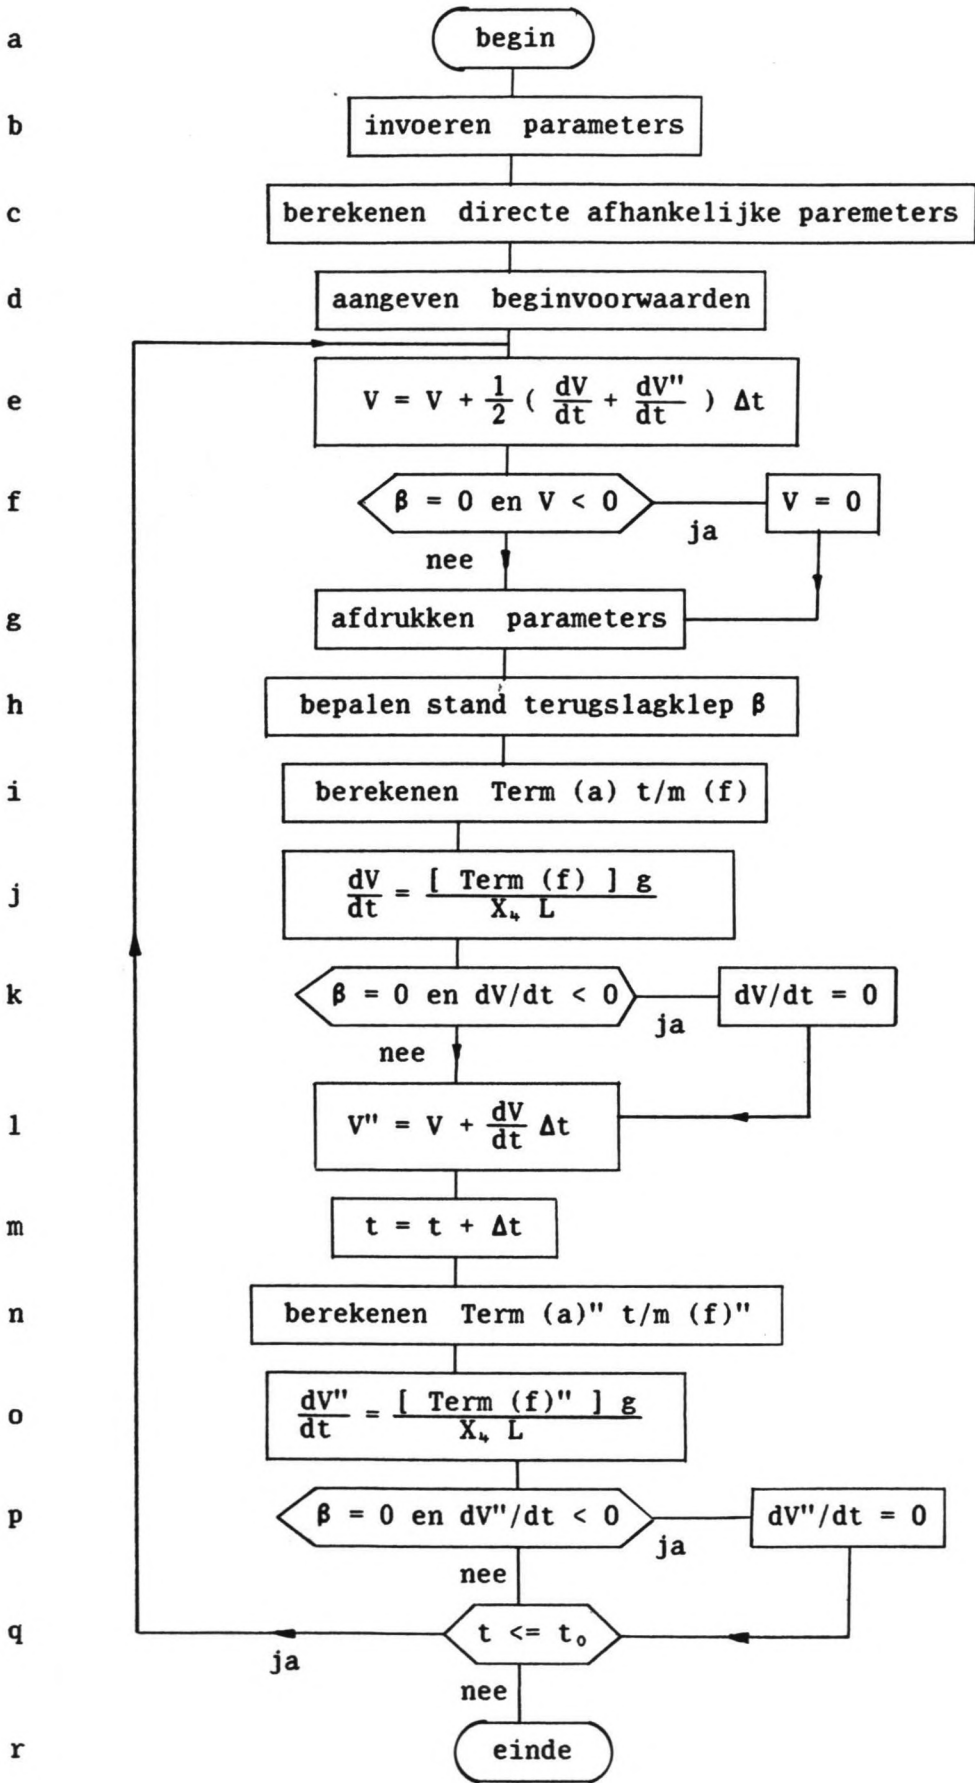 a begin
b invoeren parameters
c berekenen directe afhankelijke paremeters
d aangeven beginvoorwaarden
e V = V + 1/2 ( dV/dt + dV"/dt ) Δt
f β = 0 en V < 0 ja V = 0
nee
g afdrukken parameters
h bepalen stand terugslagklep β
i berekenen Term (a) t/m (f)
j dV/dt = [ Term (f) ] g / X₄ L
k β = 0 en dV/dt < 0 ja dV/dt = 0
nee
l V" = V + dV/dt Δt
m t = t + Δt
n berekenen Term (a)" t/m (f)"
o dV"/dt = [ Term (f)" ] g / X₄ L
p β = 0 en dV"/dt < 0 ja dV"/dt = 0
nee
q t <= t₀
ja
nee
r einde